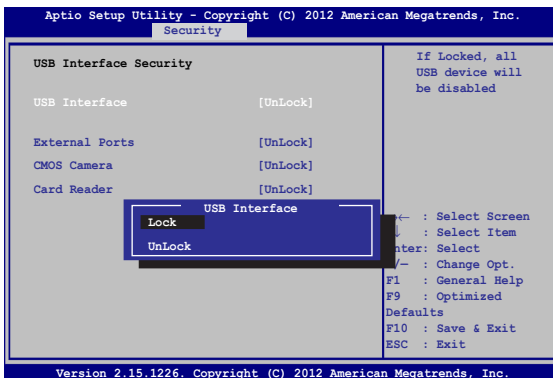 Aptio Setup Utility - Copyright (C) 2012 American Megatrends, Inc.
Security
USB Interface Security
USB Interface [UnLock]
External Ports [UnLock]
CMOS Camera [UnLock]
Card Reader [UnLock]
USB Interface
Lock
UnLock
If Locked, all
USB device will
be disabled
← : Select Screen
↓ : Select Item
nter: Select
/— : Change Opt.
F1 : General Help
F9 : Optimized
Defaults
F10 : Save & Exit
ESC : Exit
Version 2.15.1226. Copyright (C) 2012 American Megatrends, Inc.